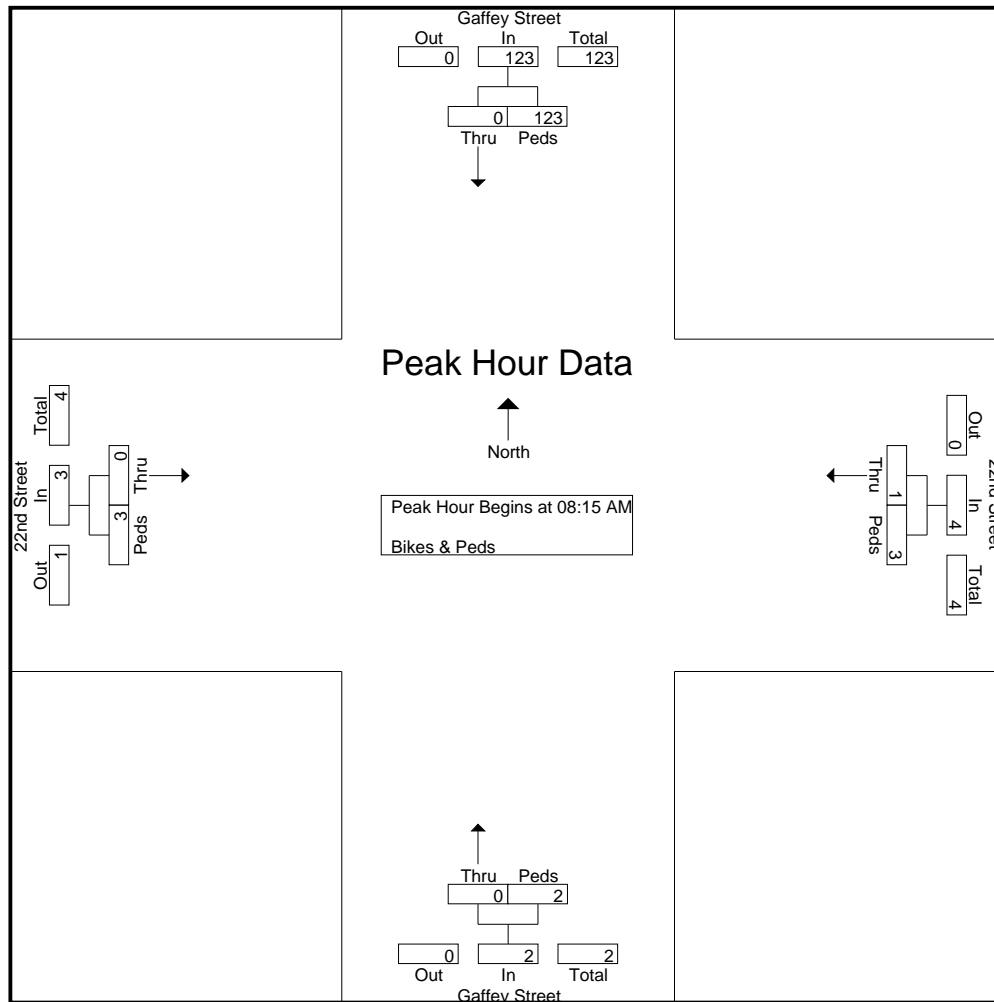 Gaffey Street
Out In Total
0 123 123
0 123
Thru Peds
Peak Hour Data
North
Peak Hour Begins at 08:15 AM
Bikes & Peds
22nd Street
Out In Total
1 3 4
Peds Thru
3 0
22nd Street
Out In Total
0 4 4
Thru Peds
1 3
Thru Peds
0 2
0 2 2
Out In Total
Gaffey Street